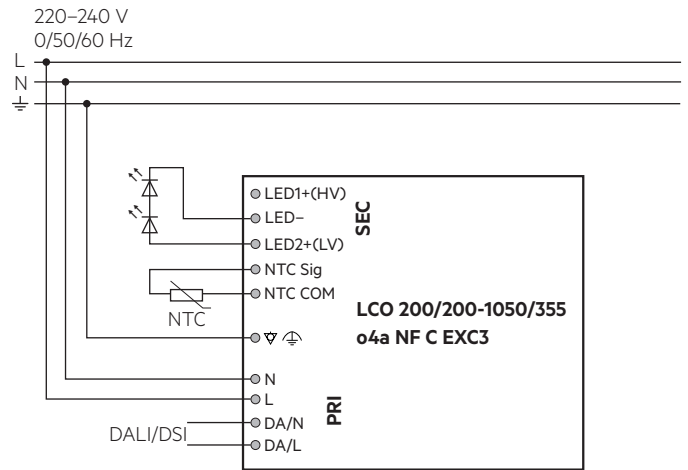 220–240 V
0/50/60 Hz
L
N
LED1+(HV)
LED–
LED2+(LV)
NTC Sig
NTC COM
NTC
SEC
LCO 200/200-1050/355
o4a NF C EXC3
N
L
DA/N
DA/L
DALI/DSI
PRI